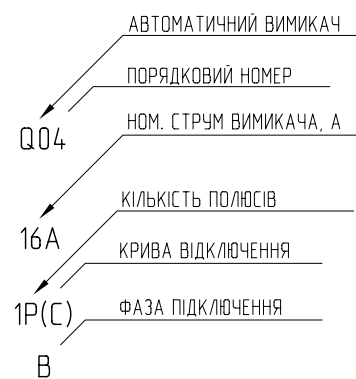 АВТОМАТИЧНИЙ ВИМИКАЧ
ПОРЯДКОВИЙ НОМЕР
Q04
НОМ. СТРУМ ВИМИКАЧА, А
16А
КІЛЬКІСТЬ ПОЛЮСІВ
КРИВА ВІДКЛЮЧЕННЯ
1P(C)
ФАЗА ПІДКЛЮЧЕННЯ
B